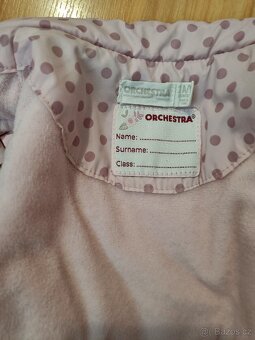 ORCHESTRA
ORCHESTRA®
Name:
Surname:
Class:
Bazos.cz